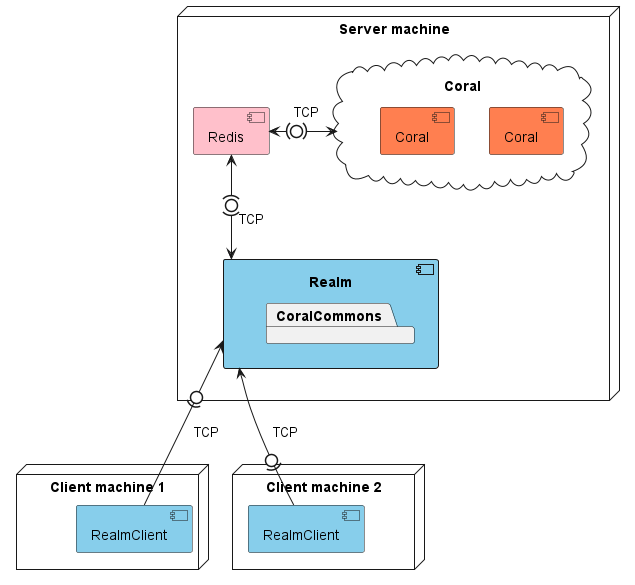 Server machine
Coral
TCP
Redis
Coral
Coral
TCP
Realm
CoralCommons
TCP
TCP
Client machine 1
Client machine 2
RealmClient
RealmClient